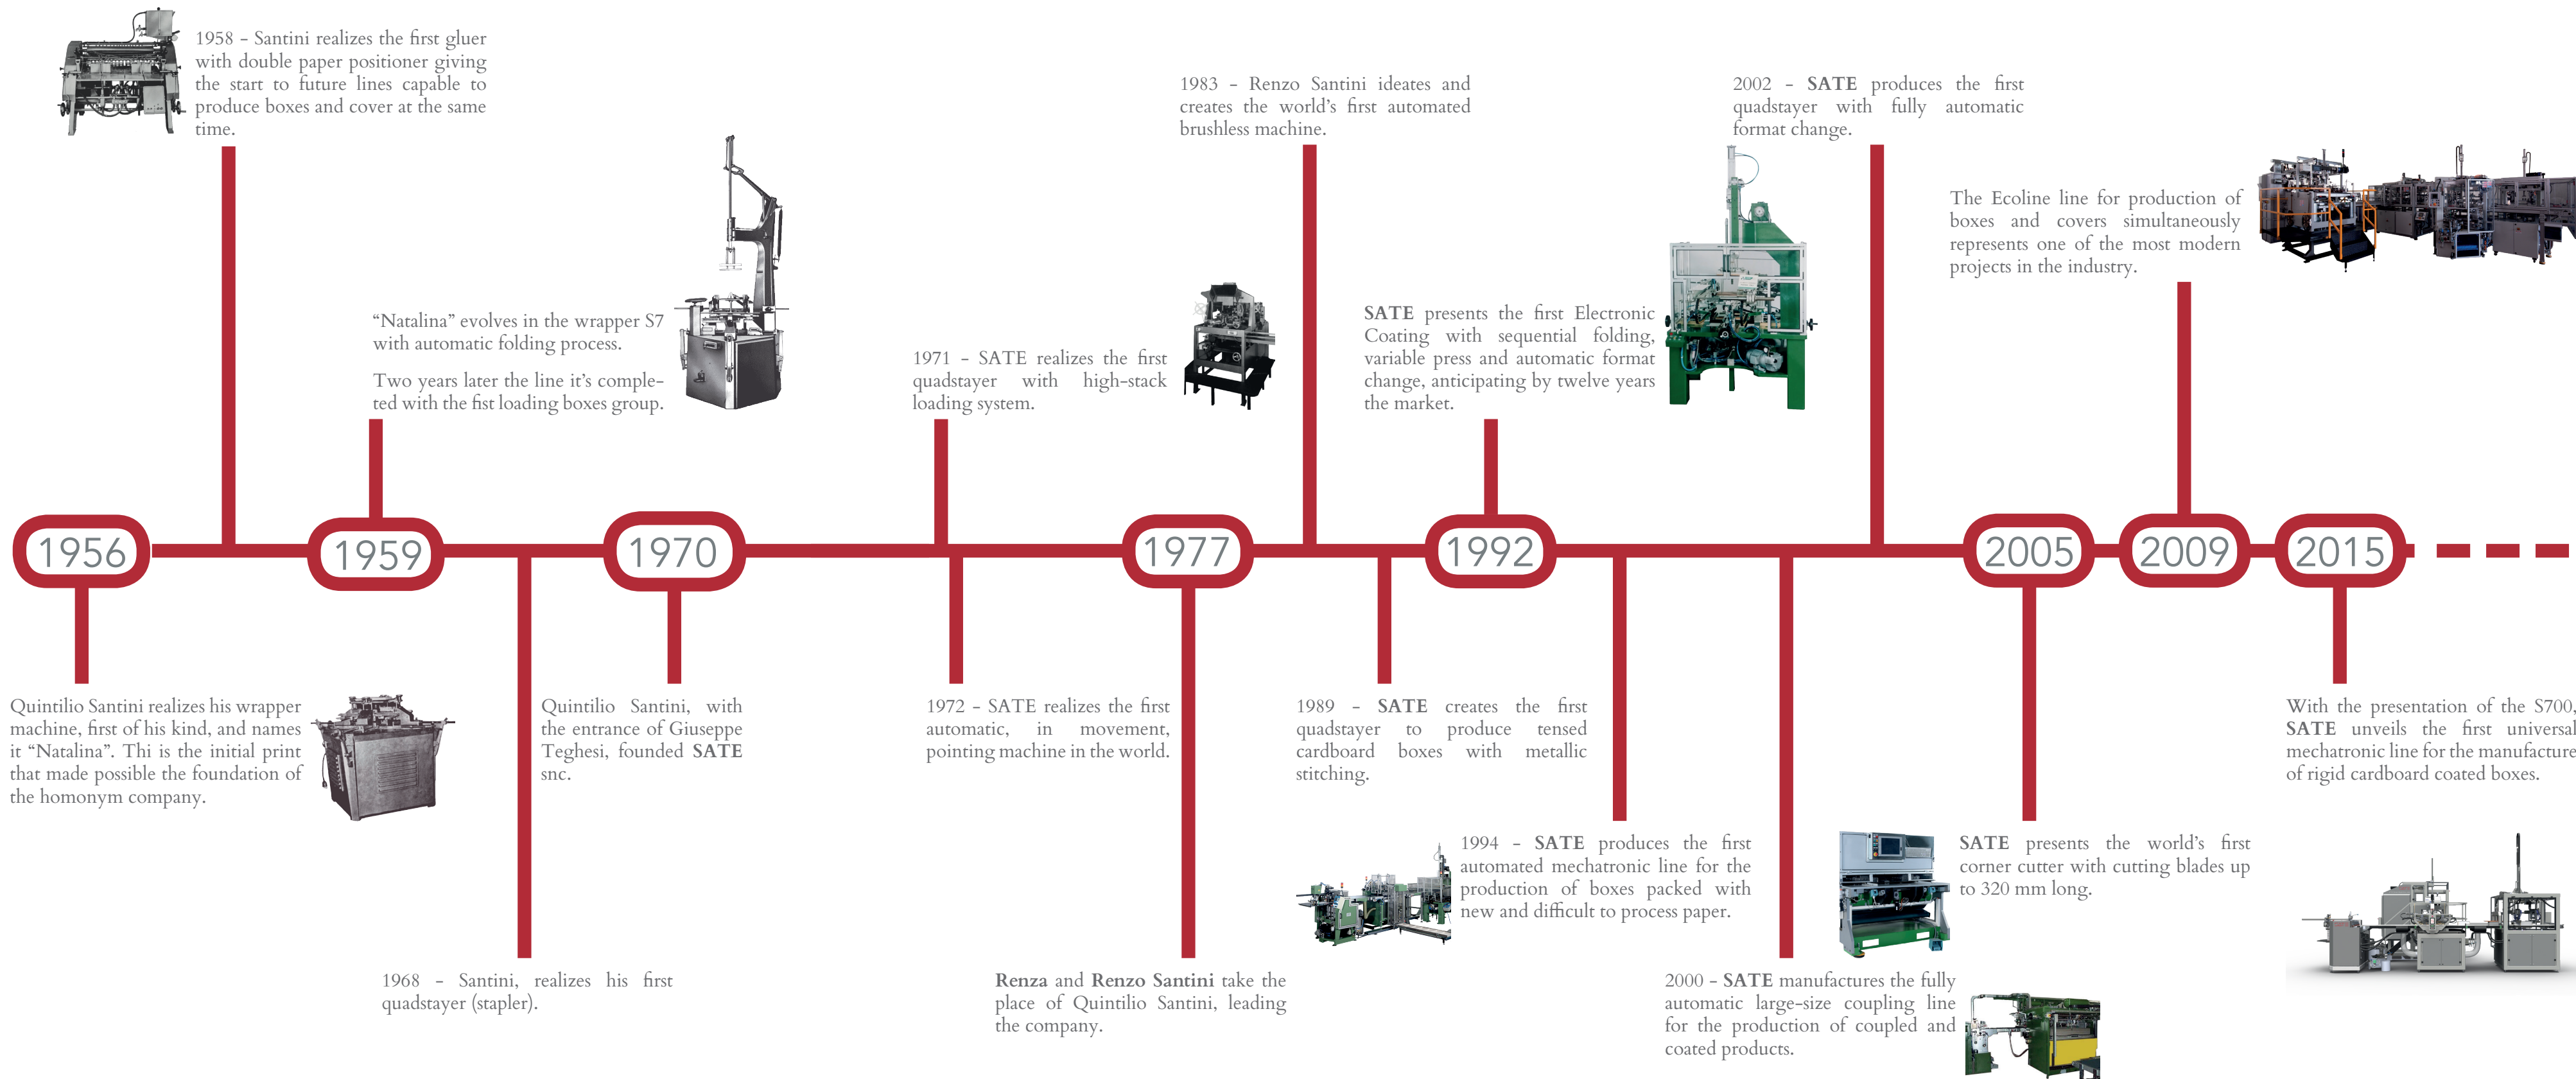 1958 - Santini realizes the first gluer
with double paper positioner giving
the start to future lines capable to
produce boxes and cover at the same
time.
1983 - Renzo Santini ideates and
creates the world's first automated
brushless machine.
2002 - SATE produces the first
quadstayer with fully automatic
format change.
The Ecoline line for production of
boxes and covers simultaneously
represents one of the most modern
projects in the industry.
“Natalina” evolves in the wrapper S7
with automatic folding process.
Two years later the line it's comple-
ted with the fist loading boxes group.
1971 - SATE realizes the first
quadstayer with high-stack
loading system.
SATE presents the first Electronic
Coating with sequential folding,
variable press and automatic format
change, anticipating by twelve years
the market.
1956
1959
1970
1977
1992
2005
2009
2015
Quintilio Santini realizes his wrapper
machine, first of his kind, and names
it “Natalina”. Thi is the initial print
that made possible the foundation of
the homonym company.
Quintilio Santini, with
the entrance of Giuseppe
Teghesi, founded SATE
snc.
1972 - SATE realizes the first
automatic, in movement,
pointing machine in the world.
1989 - SATE creates the first
quadstayer to produce tensed
cardboard boxes with metallic
stitching.
With the presentation of the S700,
SATE unveils the first universal
mechatronic line for the manufacture
of rigid cardboard coated boxes.
1994 - SATE produces the first
automated mechatronic line for the
production of boxes packed with
new and difficult to process paper.
SATE presents the world's first
corner cutter with cutting blades up
to 320 mm long.
1968 - Santini, realizes his first
quadstayer (stapler).
Renza and Renzo Santini take the
place of Quintilio Santini, leading
the company.
2000 - SATE manufactures the fully
automatic large-size coupling line
for the production of coupled and
coated products.